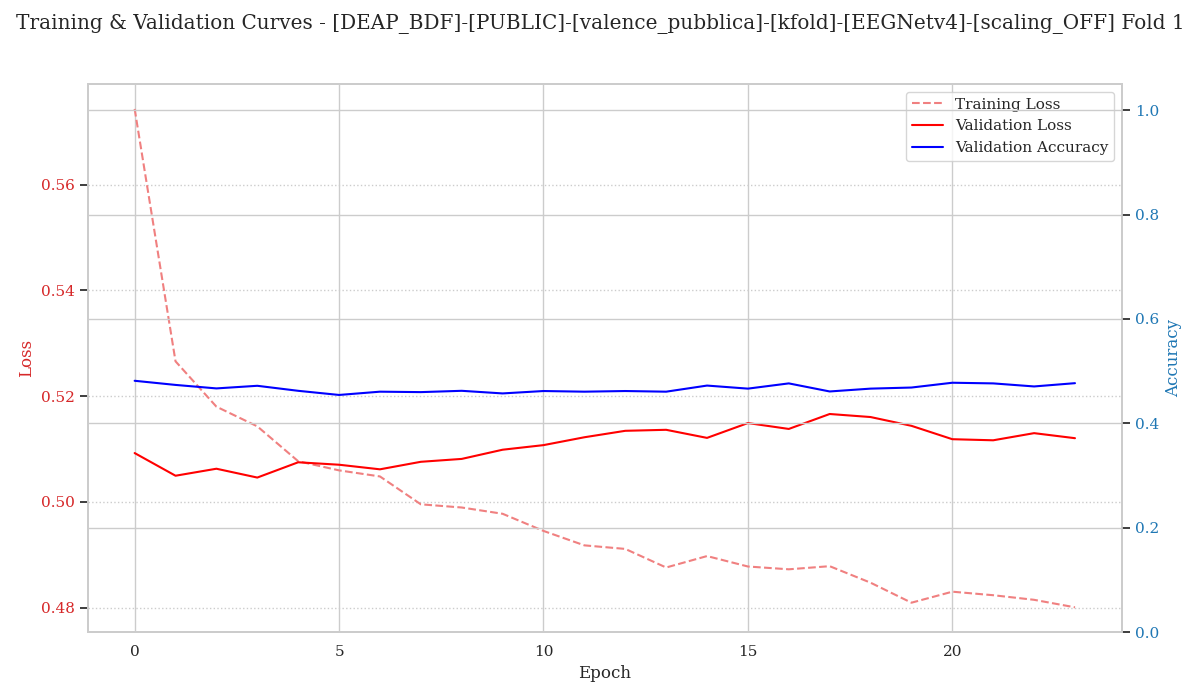 Training & Validation Curves - [DEAP_BDF]-[PUBLIC]-[valence_pubblica]-[kfold]-[EEGNetv4]-[scaling_OFF] Fold 1
Training Loss
Validation Loss
Validation Accuracy
Loss
0.56
0.54
0.52
0.50
0.48
1.0
0.8
0.6
0.4
0.2
0.0
Accuracy
0
5
10
15
20
Epoch